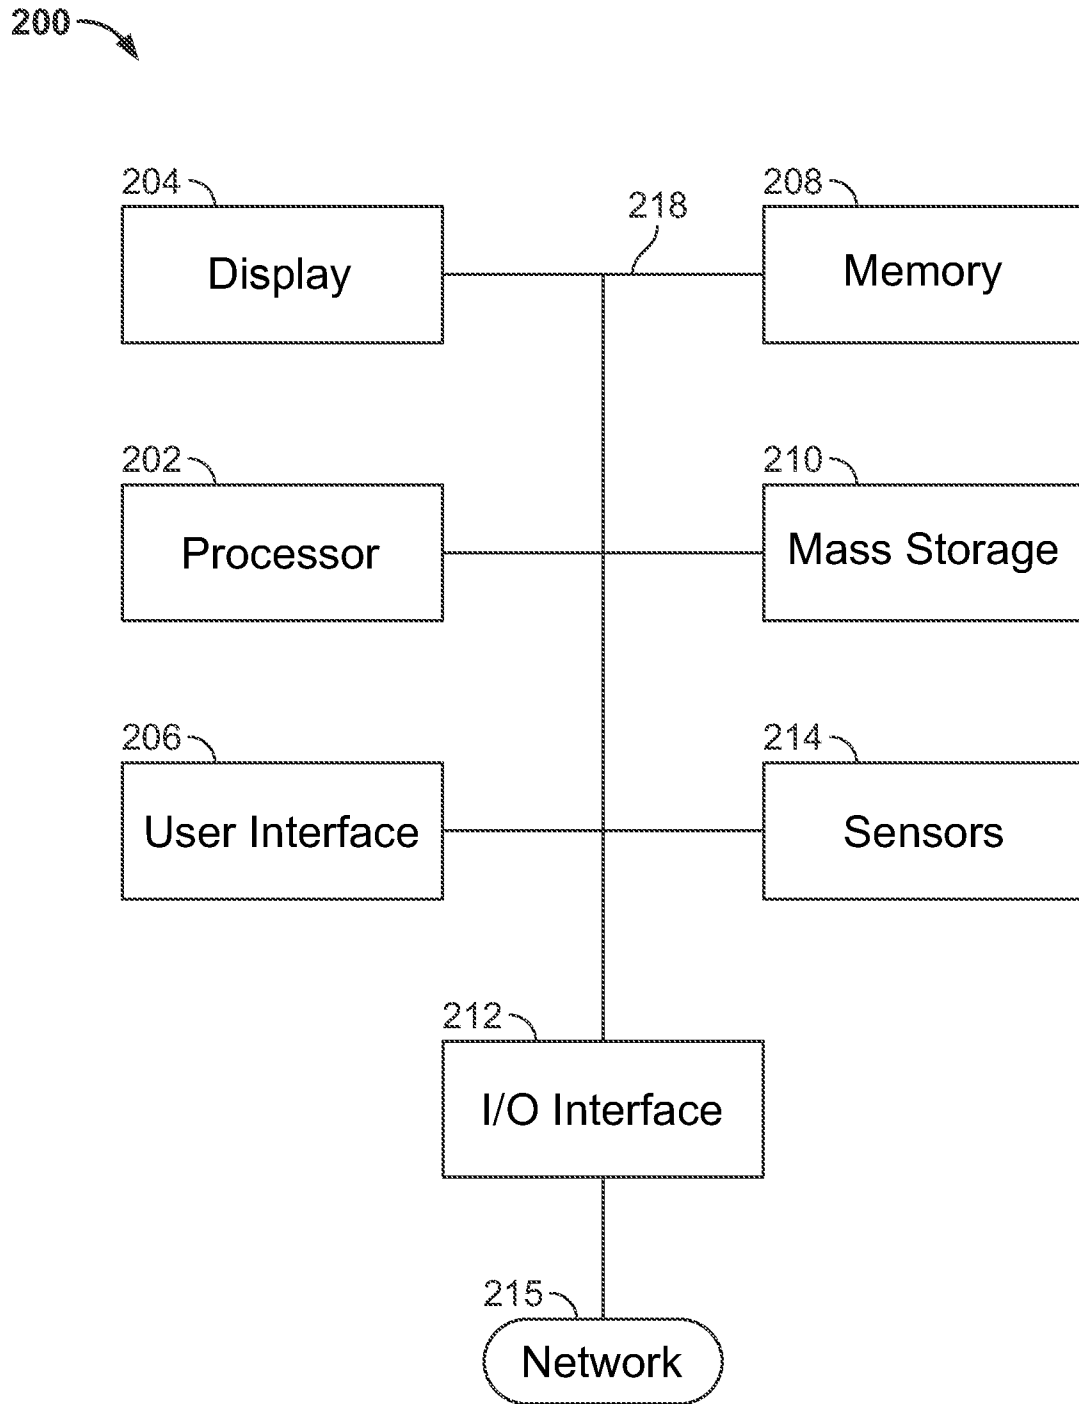 200
204
218
208
Display
Memory
202
210
Processor
Mass Storage
206
214
User Interface
Sensors
212
I/O Interface
215
Network